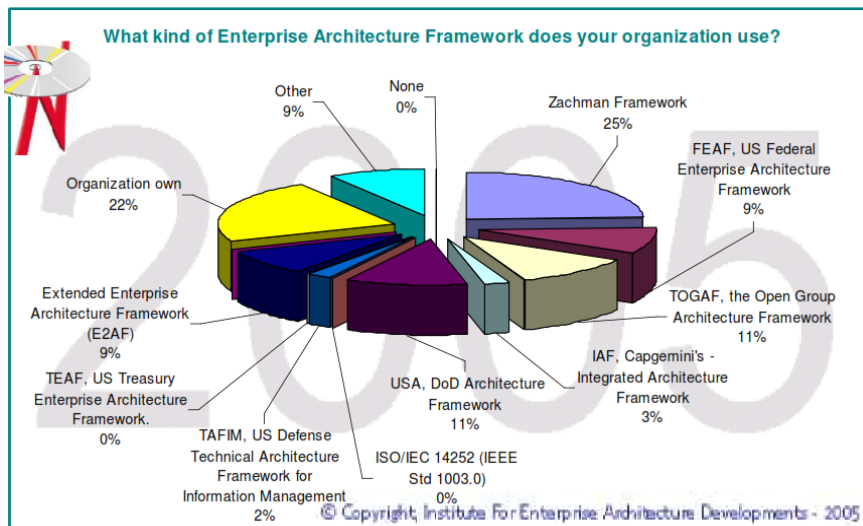 What kind of Enterprise Architecture Framework does your organization use?
2005
None
0%
Other
9%
Zachman Framework
25%
FEAF, US Federal
Enterprise Architecture
Framework
9%
Organization own
22%
TOGAF, the Open Group
Architecture Framework
11%
Extended Enterprise
Architecture Framework
(E2AF)
9%
IAF, Capgemini's -
Integrated Architecture
Framework
3%
TEAF, US Treasury
Enterprise Architecture
Framework.
0%
USA, DoD Architecture
Framework
11%
TAFIM, US Defense
Technical Architecture
Framework for
Information Management
2%
ISO/IEC 14252 (IEEE
Std 1003.0)
0%
© Copyright, Institute For Enterprise Architecture Developments - 2005